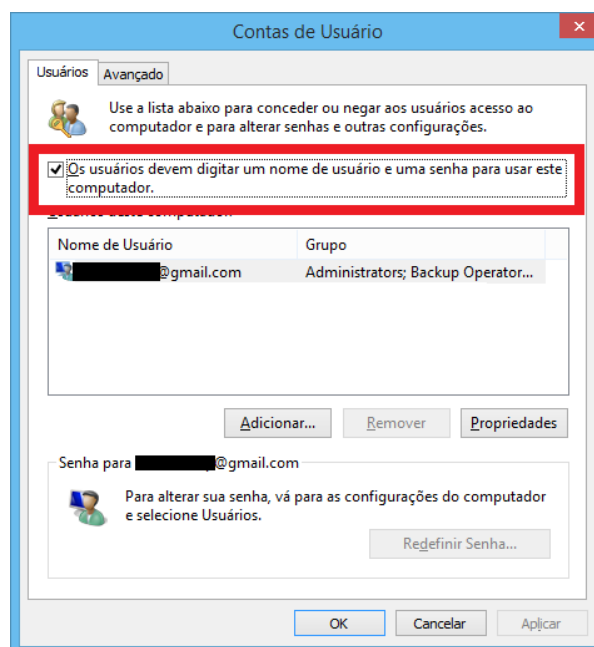 Contas de Usuário
Usuários
Avançado
Use a lista abaixo para conceder ou negar aos usuários acesso ao
computador e para alterar senhas e outras configurações.
Os usuários devem digitar um nome de usuário e uma senha para usar este
computador.
Nome de Usuário Grupo
@gmail.com Administrators; Backup Operator...
Adicionar... Remover Propriedades
Senha para @gmail.com
Para alterar sua senha, vá para as configurações do computador
e selecione Usuários.
Redefinir Senha...
OK Cancelar Aplicar